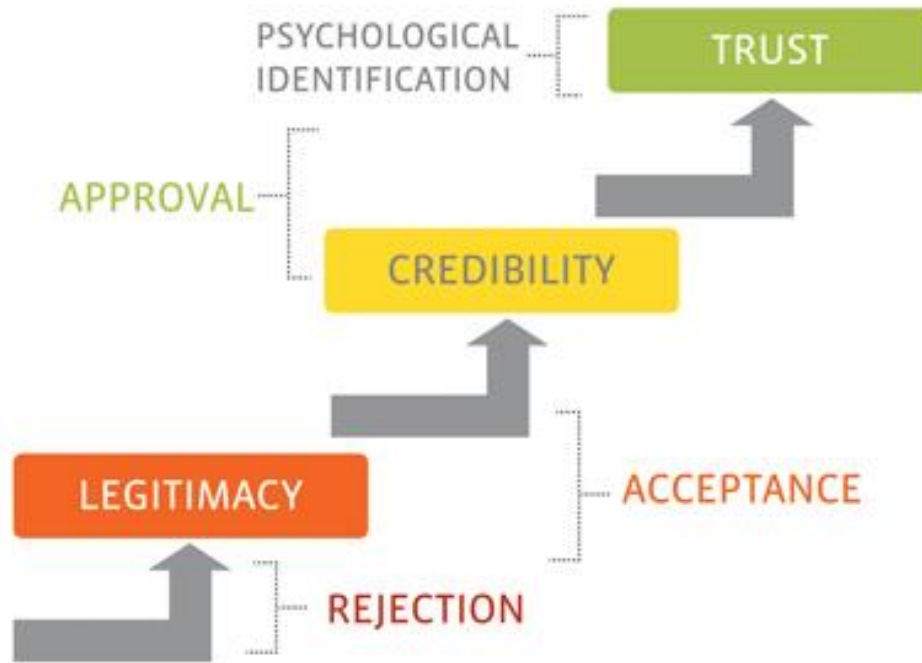 PSYCHOLOGICAL
IDENTIFICATION
TRUST
APPROVAL
CREDIBILITY
LEGITIMACY
ACCEPTANCE
REJECTION